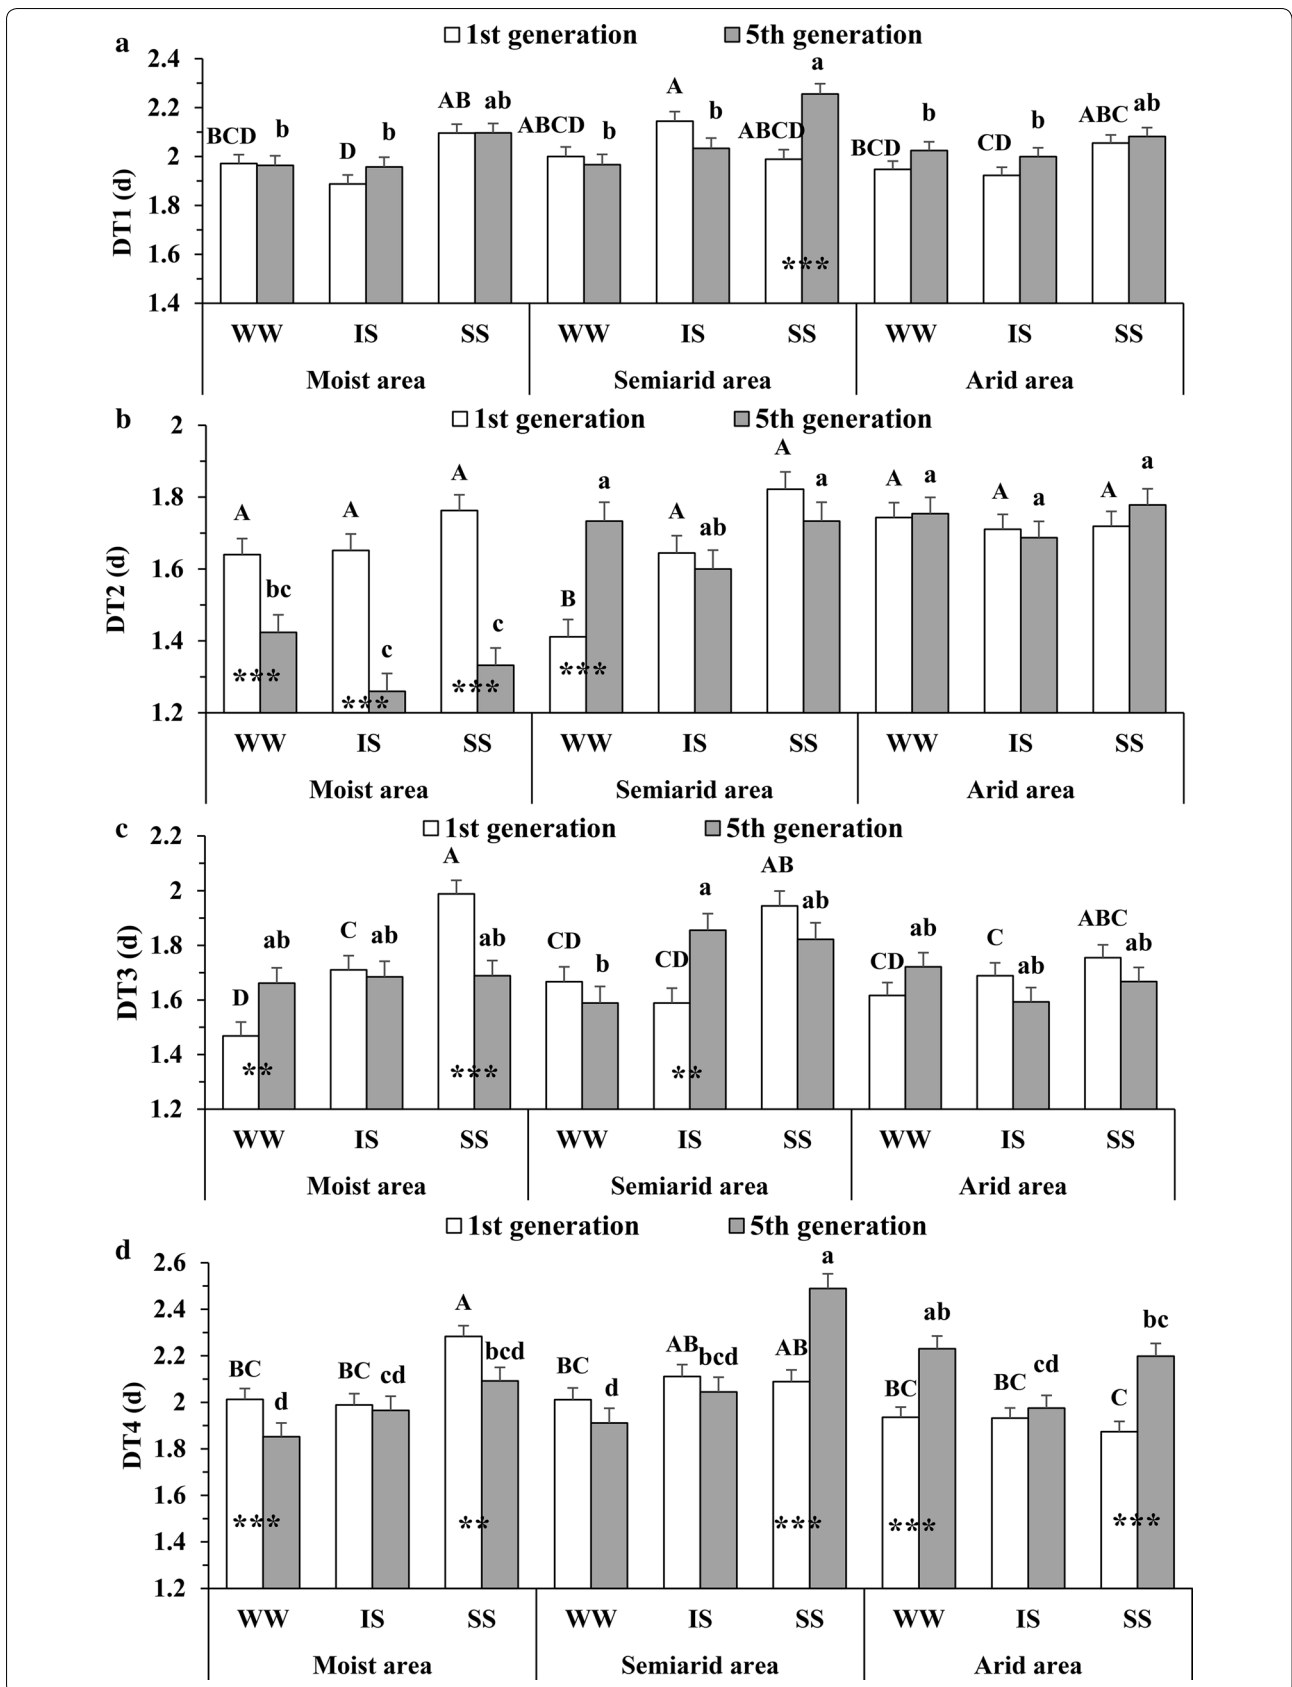 a
1st generation 5th generation
2.4
2.2
2
1.8
1.6
1.4
DT1 (d)
BCD b D b AB ab ABCD b A b ABCD a BCD b CD b ABC ab
***
WW IS SS WW IS SS WW IS SS
Moist area Semiarid area Arid area
b
1st generation 5th generation
2
1.8
1.6
1.4
1.2
DT2 (d)
A bc A c A c B a A ab A a A a A a A a
*** *** *** ***
WW IS SS WW IS SS WW IS SS
Moist area Semiarid area Arid area
c
1st generation 5th generation
2.2
2
1.8
1.6
1.4
1.2
DT3 (d)
D ab C ab A ab CD b CD a AB ab CD ab C ab ABC ab
** *** **
WW IS SS WW IS SS WW IS SS
Moist area Semiarid area Arid area
d
1st generation 5th generation
2.6
2.4
2.2
2
1.8
1.6
1.4
1.2
DT4 (d)
BC d BC cd A bcd BC d AB bcd AB a BC ab BC cd C bc
*** ** *** *** ***
WW IS SS WW IS SS WW IS SS
Moist area Semiarid area Arid area